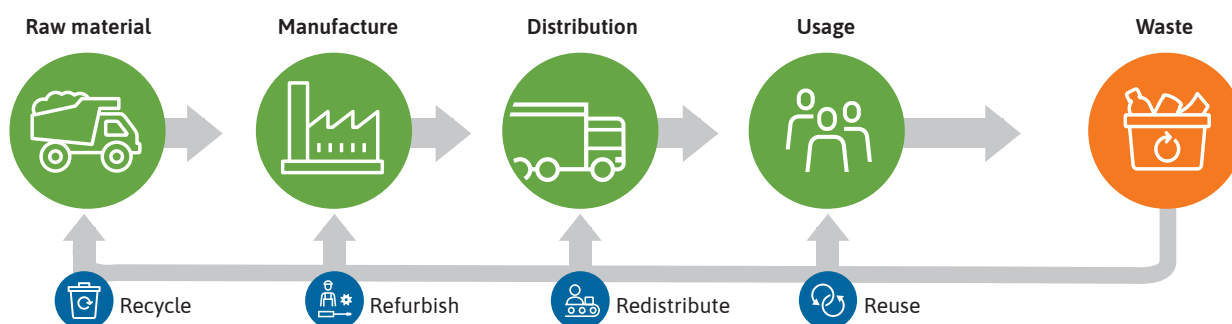 Raw material
Manufacture
Distribution
Usage
Waste
Recycle
Refurbish
Redistribute
Reuse